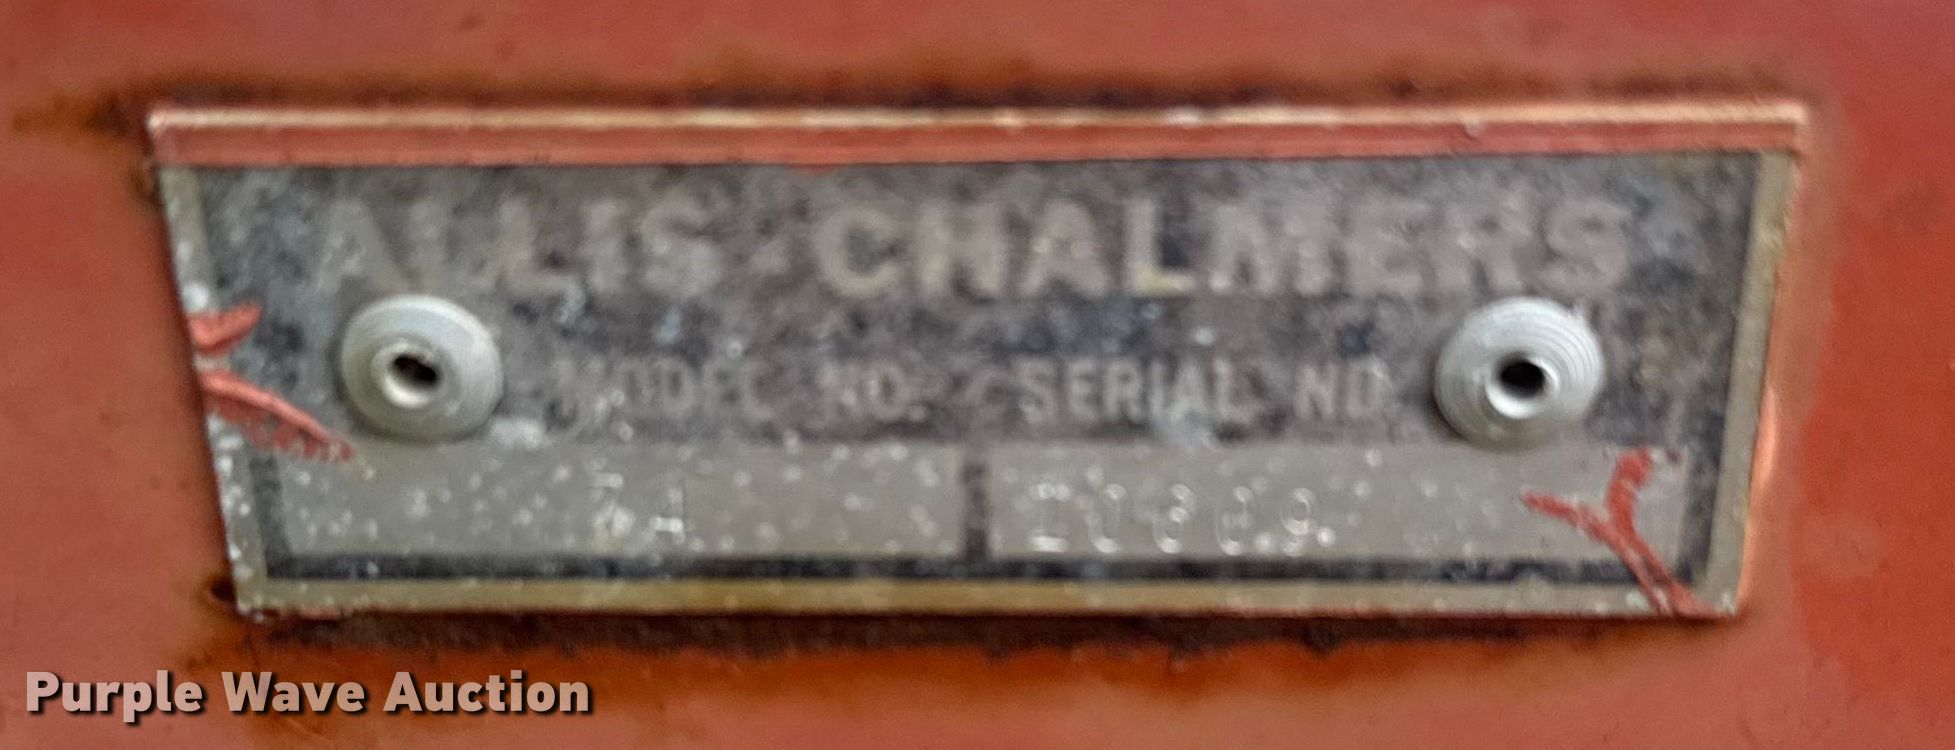 ALLIS-CHALMERS
MODEL NO. SERIAL NO.
Purple Wave Auction